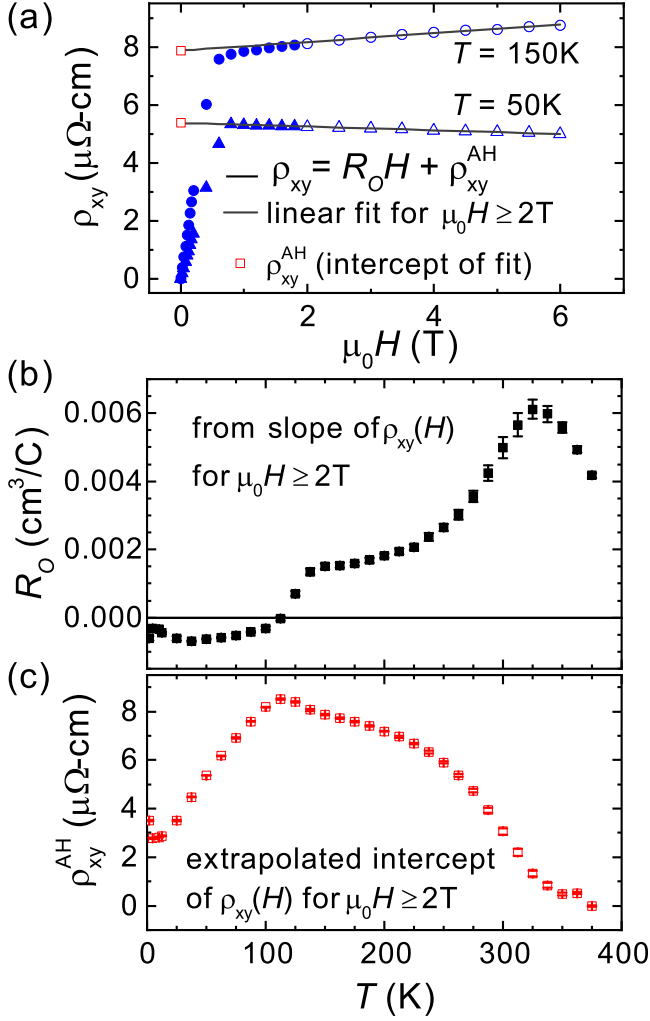 (a)
8
6
4
2
0
ρxy (μΩ-cm)
T = 150K
T = 50K
ρxy = ROH + ρxyAH
linear fit for μ0H ≥ 2T
ρxyAH (intercept of fit)
0 2 4 6
μ0H (T)
(b)
0.006
0.004
0.002
0.000
RO (cm3/C)
from slope of ρxy(H)
for μ0H ≥ 2T
(c)
8
6
4
2
0
ρxyAH (μΩ-cm)
extrapolated intercept
of ρxy(H) for μ0H ≥ 2T
0 100 200 300 400
T (K)